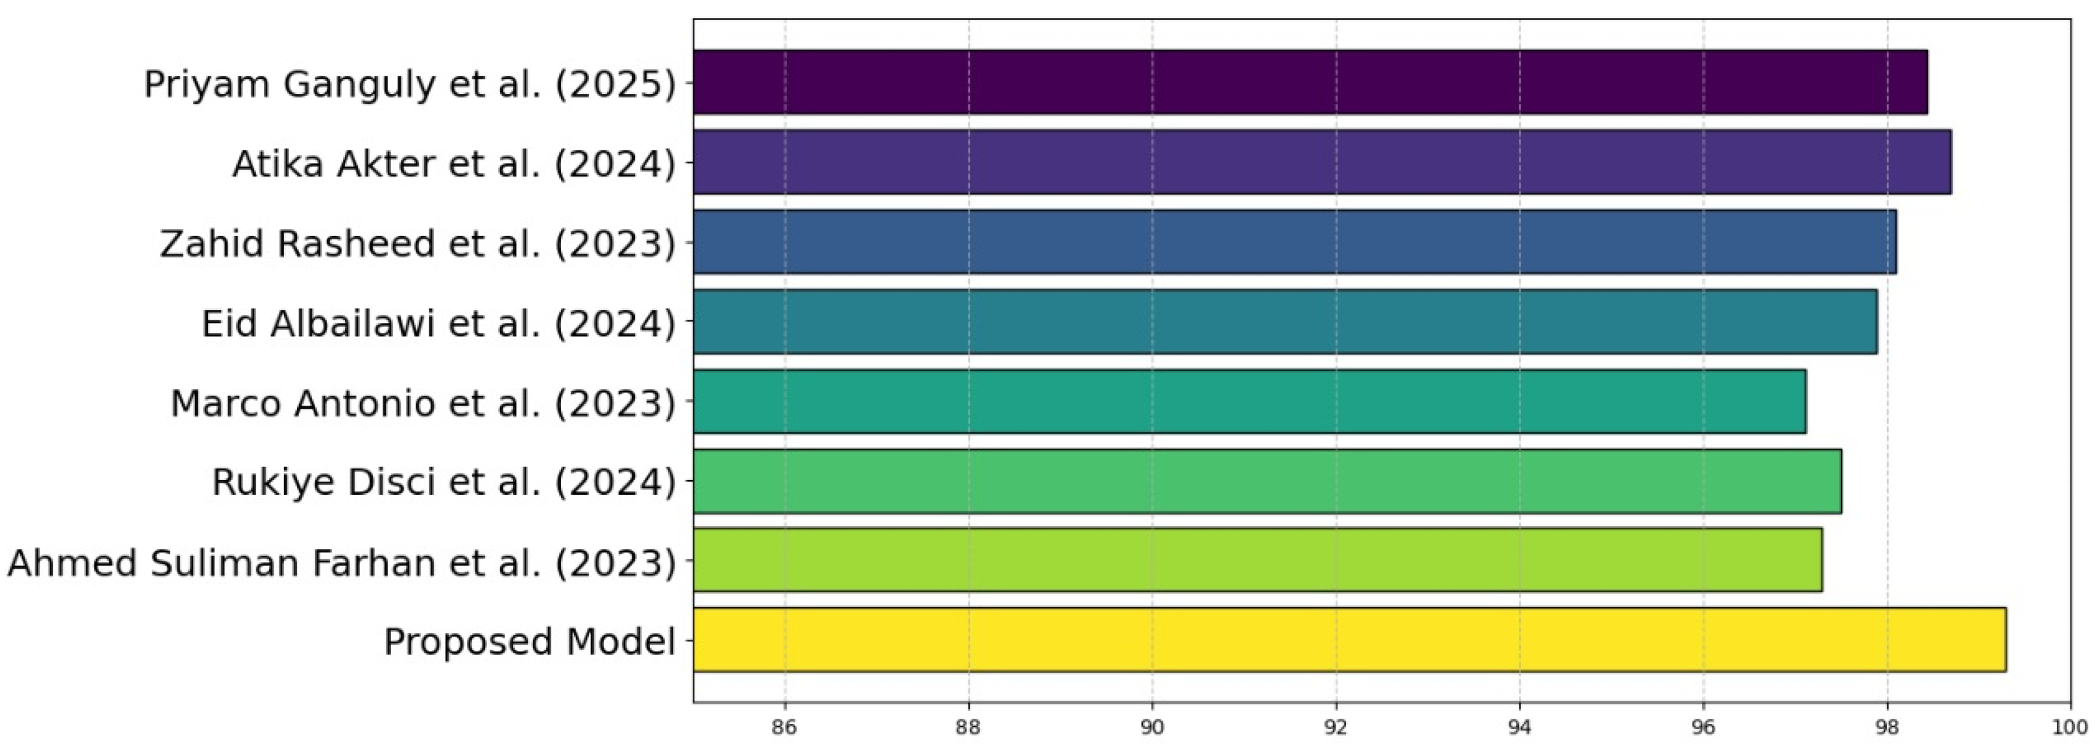 Priyam Ganguly et al. (2025)
Atika Akter et al. (2024)
Zahid Rasheed et al. (2023)
Eid Albailawi et al. (2024)
Marco Antonio et al. (2023)
Rukiye Disci et al. (2024)
Ahmed Suliman Farhan et al. (2023)
Proposed Model
86 88 90 92 94 96 98 100